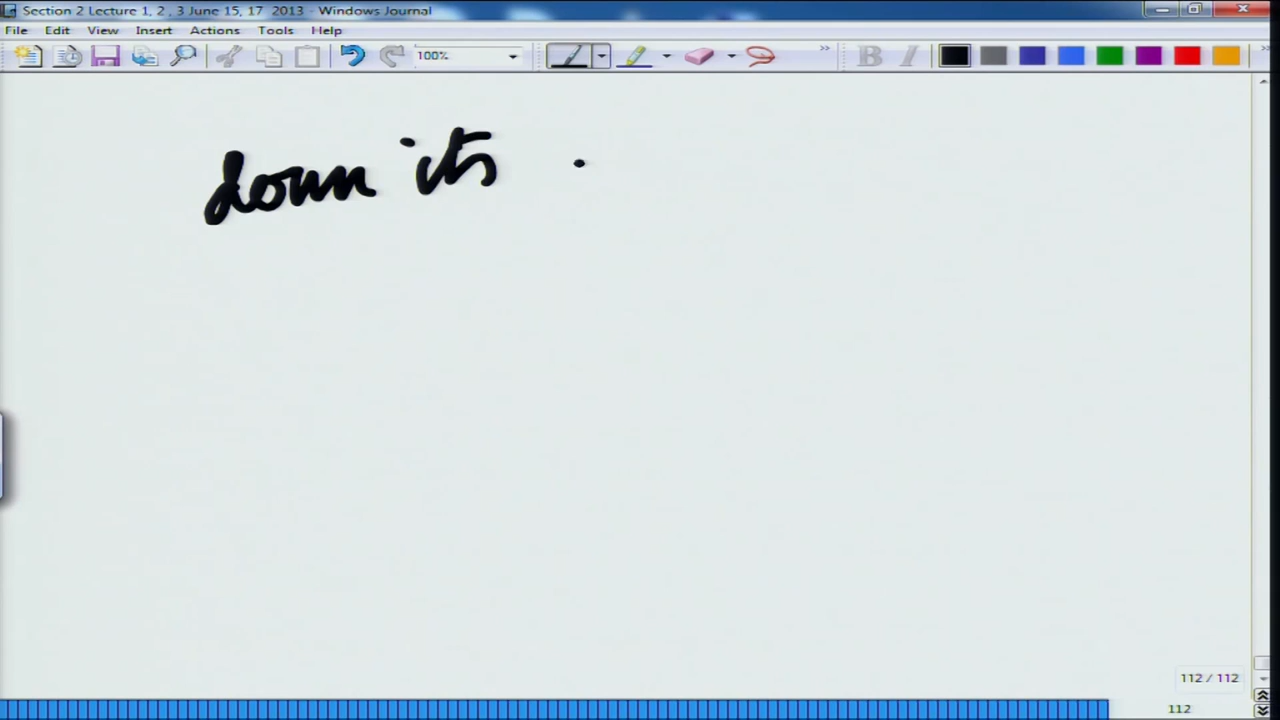 Section 2 Lecture 1, 2 , 3 June 15, 17 2013 - Windows Journal
File Edit View Insert Actions Tools Help
100% B I
down its .
112 / 112
112